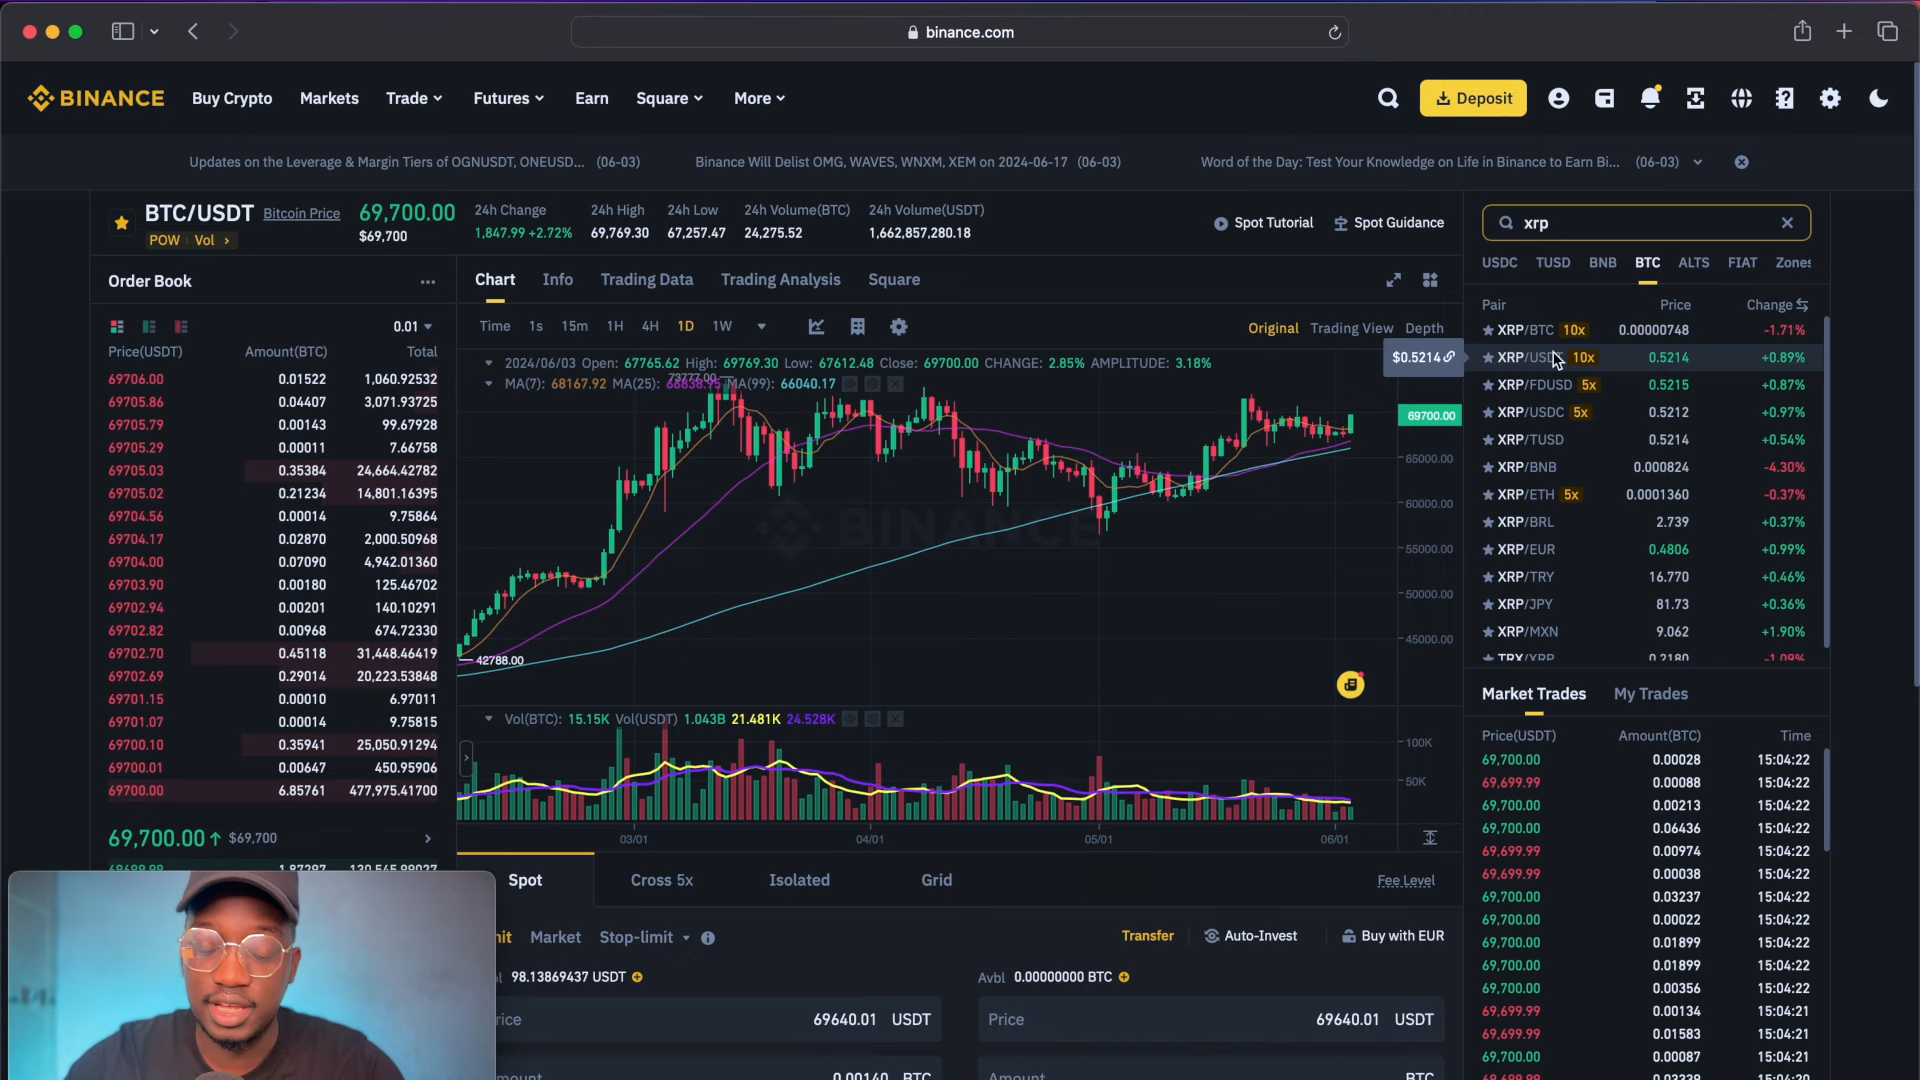 binance.com
BINANCE Buy Crypto Markets Trade Futures Earn Square More Deposit
Updates on the Leverage & Margin Tiers of OGNUSDT, ONEUSD... (06-03) Binance Will Delist OMG, WAVES, WNXM, XEM on 2024-06-17 (06-03) Word of the Day: Test Your Knowledge on Life in Binance to Earn Bi... (06-03)
BTC/USDT Bitcoin Price 69,700.00 $69,700
POW Vol
24h Change 24h High 24h Low 24h Volume(BTC) 24h Volume(USDT)
1,847.99 +2.72% 69,769.30 67,257.47 24,275.52 1,662,857,280.18
Spot Tutorial Spot Guidance
Order Book
0.01
Price(USDT) Amount(BTC) Total
69706.00 0.01522 1,060.92532
69705.86 0.04407 3,071.93725
69705.79 0.00143 99.67928
69705.29 0.00011 7.66758
69705.03 0.35384 24,664.42782
69705.02 0.21234 14,801.16395
69704.56 0.00014 9.75864
69704.17 0.02870 2,000.50968
69704.00 0.07090 4,942.01360
69703.90 0.00180 125.46702
69702.94 0.00201 140.10291
69702.82 0.00968 674.72330
69702.70 0.45118 31,448.46419
69702.69 0.29014 20,223.53848
69701.15 0.00010 6.97011
69701.07 0.00014 9.75815
69700.10 0.35941 25,050.91294
69700.01 0.00647 450.95906
69700.00 6.85761 477,975.41700
69,700.00 $69,700
Chart Info Trading Data Trading Analysis Square
Time 1s 15m 1H 4H 1D 1W
Original Trading View Depth
2024/06/03 Open: 67765.62 High: 69769.30 Low: 67612.48 Close: 69700.00 CHANGE: 2.85% AMPLITUDE: 3.18%
MA(7): 68167.92 MA(25): 66838.95 MA(99): 66040.17
73777.00
69700.00
65000.00
60000.00
BINANCE
55000.00
50000.00
45000.00
42788.00
Vol(BTC): 15.15K Vol(USDT) 1.043B 21.481K 24.528K
100K
50K
03/01 04/01 05/01 06/01
Spot Cross 5x Isolated Grid Fee Level
Market Stop-limit Transfer Auto-Invest Buy with EUR
98.13869437 USDT Avbl 0.00000000 BTC
69640.01 USDT Price 69640.01 USDT
0.00140 BTC Amount BTC
xrp
USDC TUSD BNB BTC ALTS FIAT Zones
Pair Price Change
XRP/BTC 10x 0.00000748 -1.71%
$0.5214
XRP/USDT 10x 0.5214 +0.89%
XRP/FDUSD 5x 0.5215 +0.87%
XRP/USDC 5x 0.5212 +0.97%
XRP/TUSD 0.5214 +0.54%
XRP/BNB 0.000824 -4.30%
XRP/ETH 5x 0.0001360 -0.37%
XRP/BRL 2.739 +0.37%
XRP/EUR 0.4806 +0.99%
XRP/TRY 16.770 +0.46%
XRP/JPY 81.73 +0.36%
XRP/MXN 9.062 +1.90%
TRX/XRP 0.2180 -1.09%
Market Trades My Trades
Price(USDT) Amount(BTC) Time
69,700.00 0.00028 15:04:22
69,699.99 0.00088 15:04:22
69,700.00 0.00213 15:04:22
69,700.00 0.06436 15:04:22
69,699.99 0.00974 15:04:22
69,699.99 0.00038 15:04:22
69,700.00 0.03237 15:04:22
69,700.00 0.00022 15:04:22
69,700.00 0.01899 15:04:22
69,700.00 0.01899 15:04:22
69,700.00 0.00356 15:04:22
69,699.99 0.00134 15:04:21
69,699.99 0.01583 15:04:21
69,700.00 0.00087 15:04:21